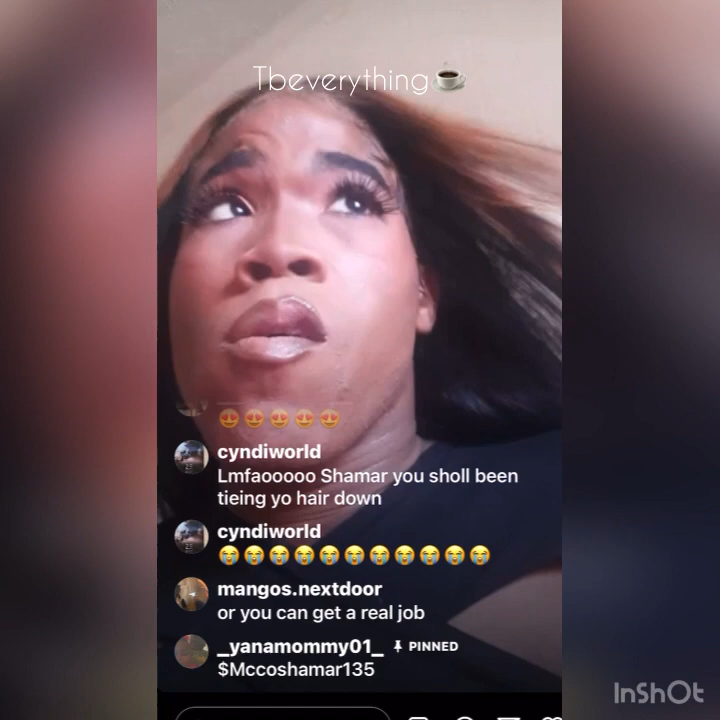 Tbeverything☕
😍😍😍😍😍
cyndiworld
Lmfaooooo Shamar you sholl been
tieing yo hair down
cyndiworld
😭😭😭😭😭😭😭😭😭😭😭
mangos.nextdoor
or you can get a real job
_yanamommy01_ 📌 PINNED
$Mccoshamar135
InShOt